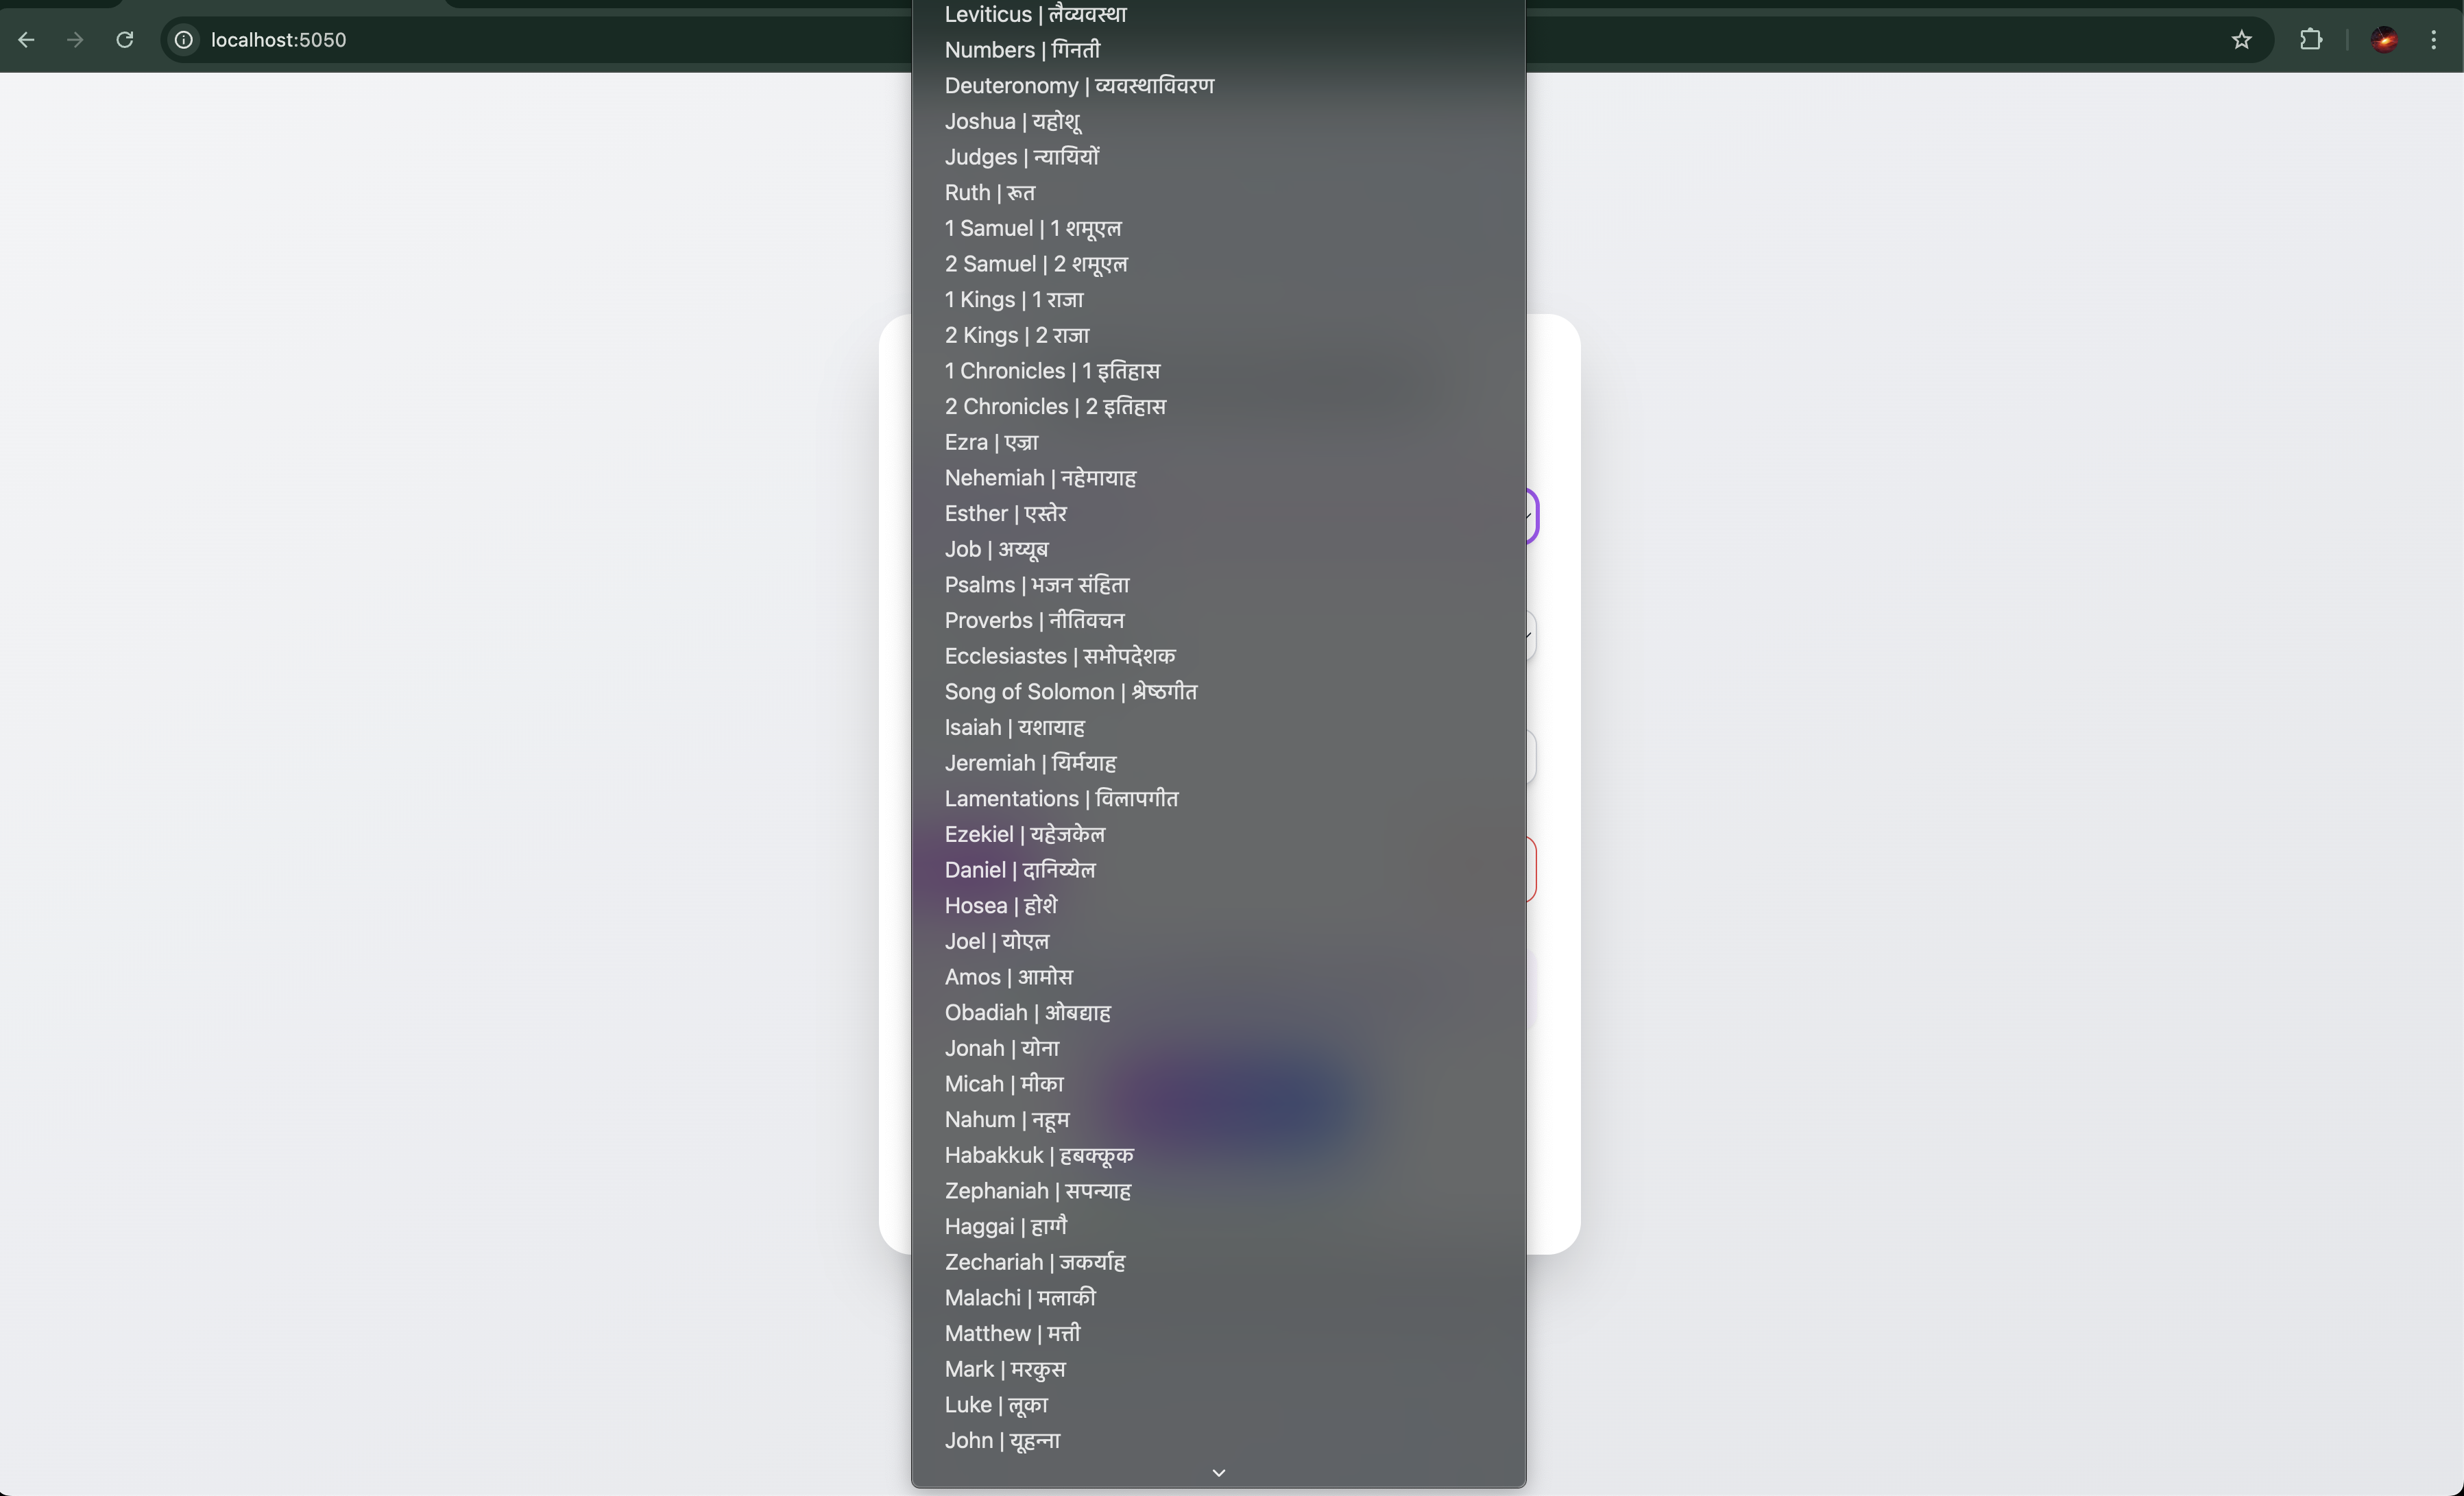 localhost:5050
Leviticus | लैव्यवस्था
Numbers | गिनती
Deuteronomy | व्यवस्थाविवरण
Joshua | यहोशू
Judges | न्यायियों
Ruth | रूत
1 Samuel | 1 शमूएल
2 Samuel | 2 शमूएल
1 Kings | 1 राजा
2 Kings | 2 राजा
1 Chronicles | 1 इतिहास
2 Chronicles | 2 इतिहास
Ezra | एज्रा
Nehemiah | नहेमायाह
Esther | एस्तेर
Job | अय्यूब
Psalms | भजन संहिता
Proverbs | नीतिवचन
Ecclesiastes | सभोपदेशक
Song of Solomon | श्रेष्ठगीत
Isaiah | यशायाह
Jeremiah | यिर्मयाह
Lamentations | विलापगीत
Ezekiel | यहेजकेल
Daniel | दानिय्येल
Hosea | होशे
Joel | योएल
Amos | आमोस
Obadiah | ओबद्याह
Jonah | योना
Micah | मीका
Nahum | नहूम
Habakkuk | हबक्कूक
Zephaniah | सपन्याह
Haggai | हाग्गै
Zechariah | जकर्याह
Malachi | मलाकी
Matthew | मत्ती
Mark | मरकुस
Luke | लूका
John | यूहन्ना